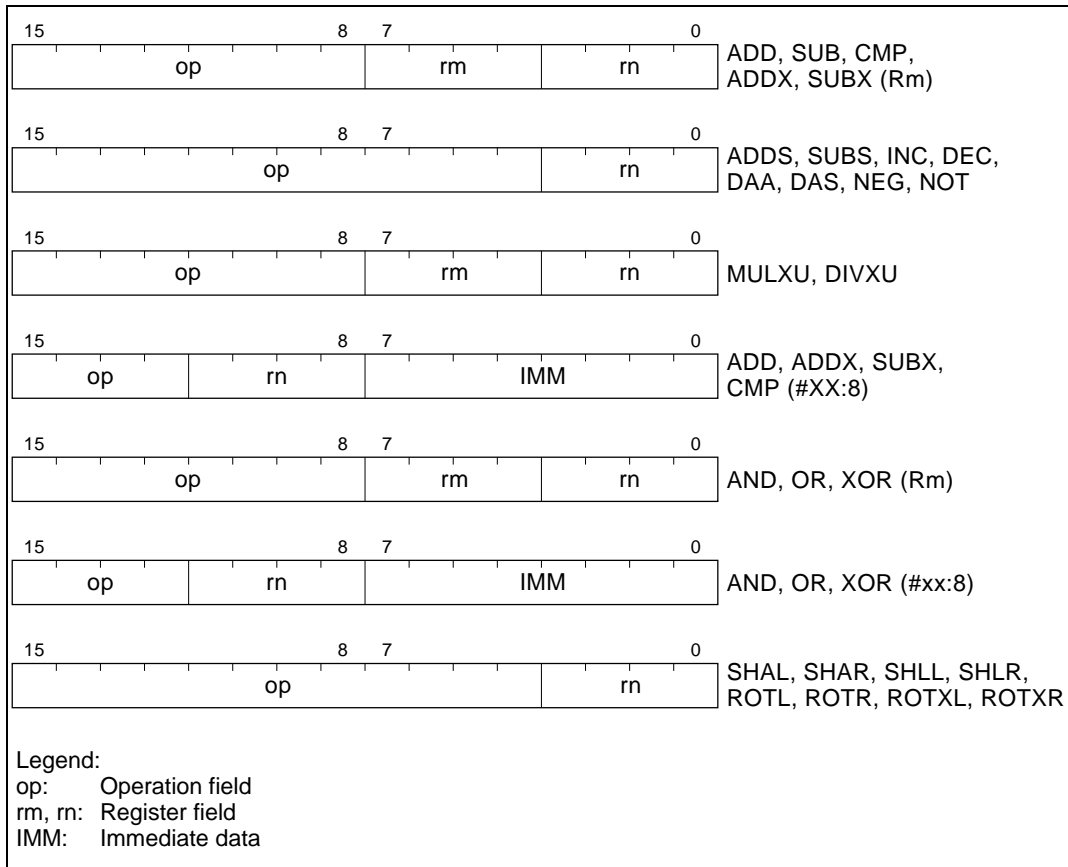 15 8 7 0
op rm rn
ADD, SUB, CMP,
ADDX, SUBX (Rm)
15 8 7 0
op rn
ADDS, SUBS, INC, DEC,
DAA, DAS, NEG, NOT
15 8 7 0
op rm rn
MULXU, DIVXU
15 8 7 0
op rn IMM
ADD, ADDX, SUBX,
CMP (#XX:8)
15 8 7 0
op rm rn
AND, OR, XOR (Rm)
15 8 7 0
op rn IMM
AND, OR, XOR (#xx:8)
15 8 7 0
op rn
SHAL, SHAR, SHLL, SHLR,
ROTL, ROTR, ROTXL, ROTXR
Legend:
op: Operation field
rm, rn: Register field
IMM: Immediate data